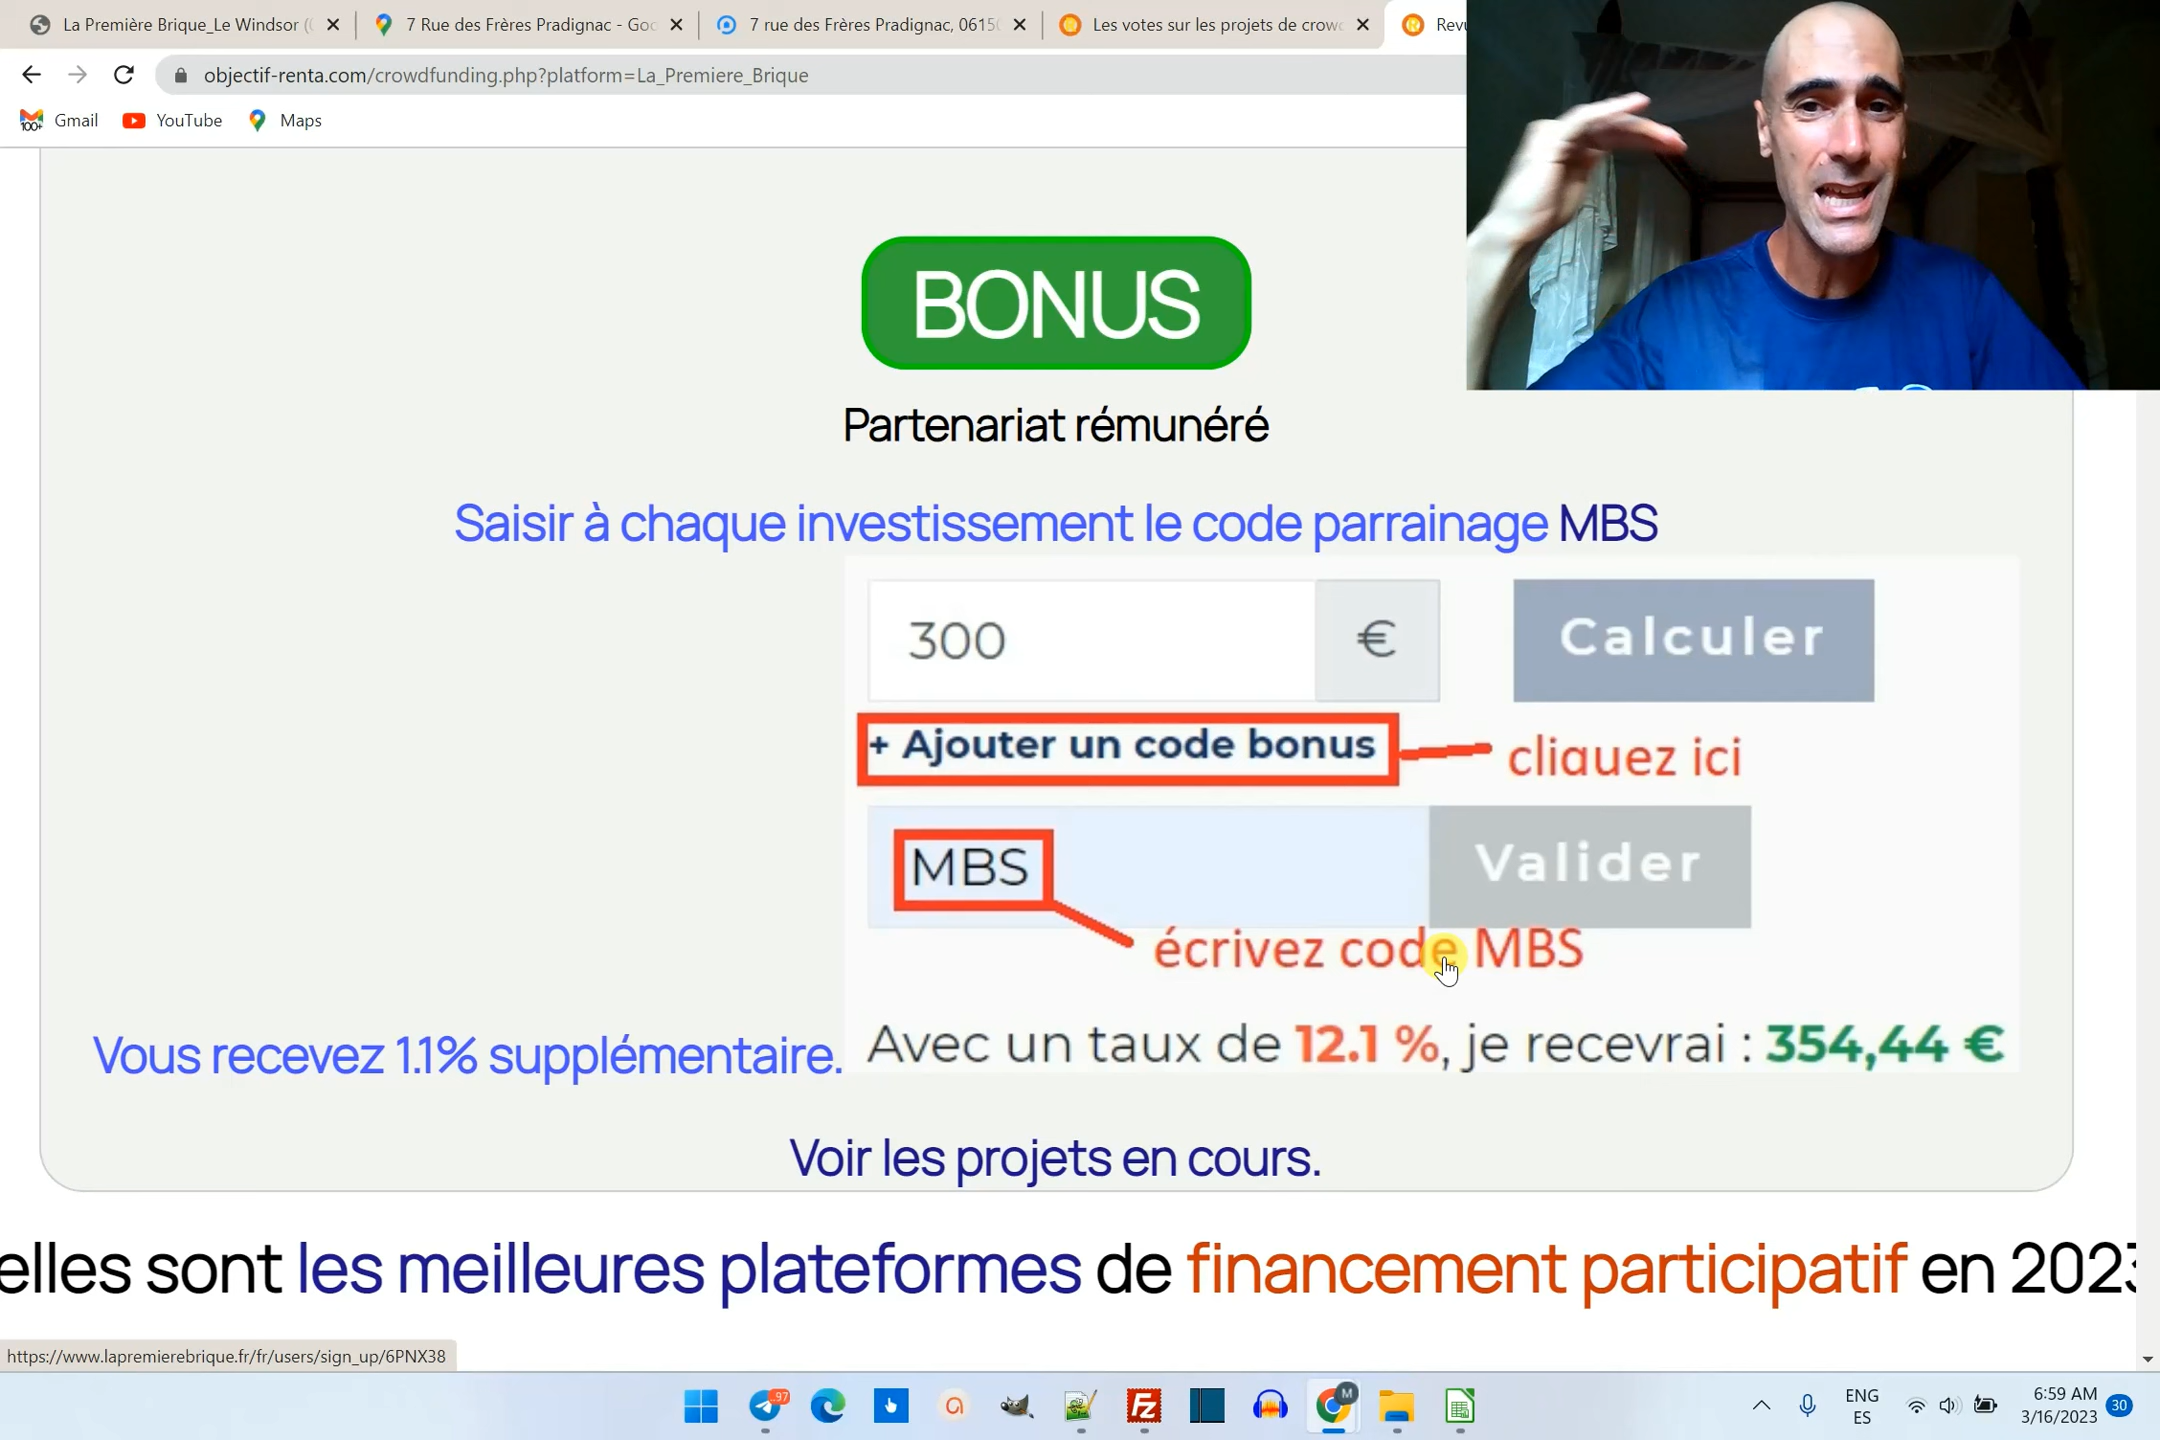 La Première Brique_Le Windsor (
7 Rue des Frères Pradignac - Goo
7 rue des Frères Pradignac, 0615
Les votes sur les projets de crow
Revu
objectif-renta.com/crowdfunding.php?platform=La_Premiere_Brique
100+
Gmail
YouTube
Maps
BONUS
Partenariat rémunéré
Saisir à chaque investissement le code parrainage MBS
300 €
Calculer
+ Ajouter un code bonus
cliquez ici
MBS
Valider
écrivez code MBS
Vous recevez 1.1% supplémentaire.
Avec un taux de 12.1 %, je recevrai : 354,44 €
Voir les projets en cours.
elles sont les meilleures plateformes de financement participatif en 2023
https://www.lapremierebrique.fr/fr/users/sign_up/6PNX38
97
M
ENG
ES
6:59 AM
3/16/2023
30